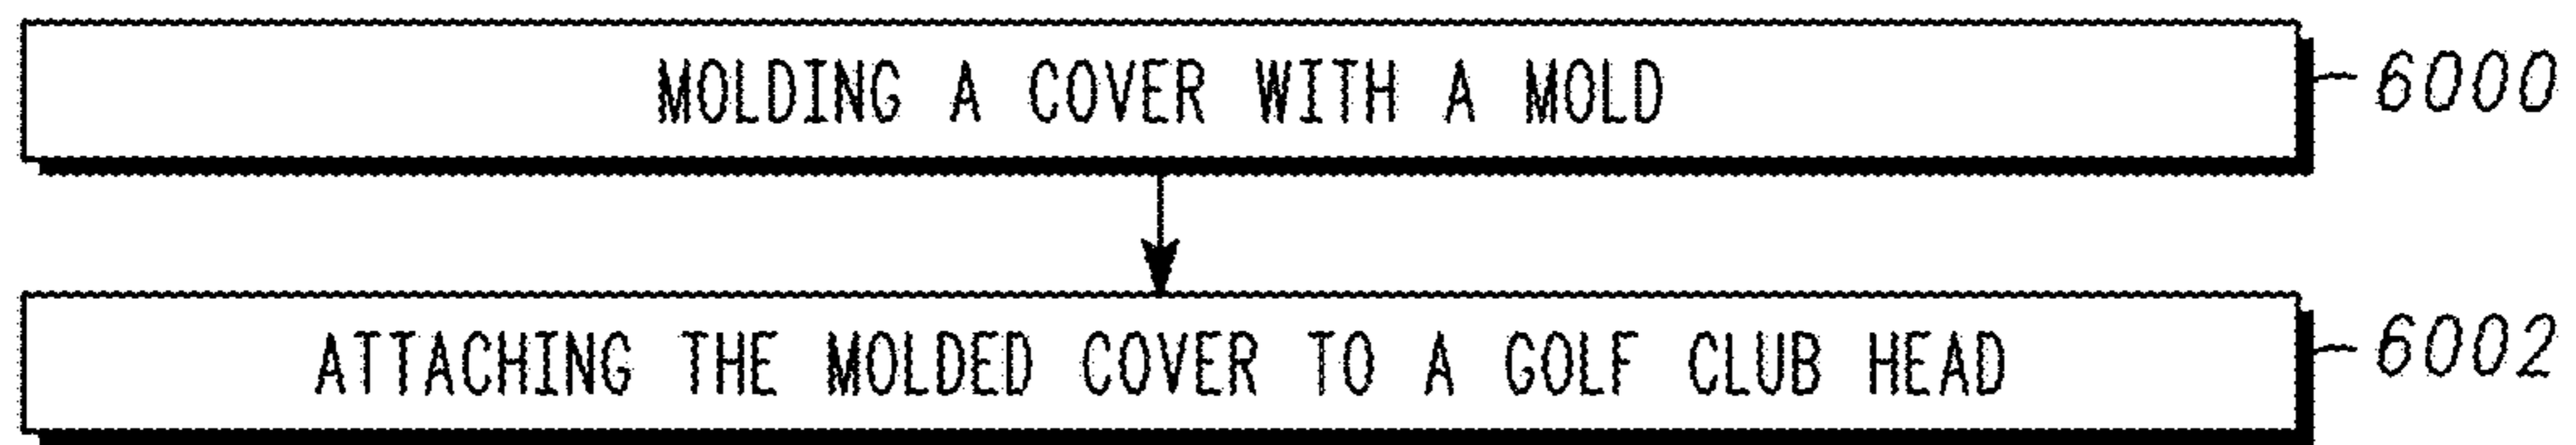 MOLDING A COVER WITH A MOLD 6000
ATTACHING THE MOLDED COVER TO A GOLF CLUB HEAD 6002